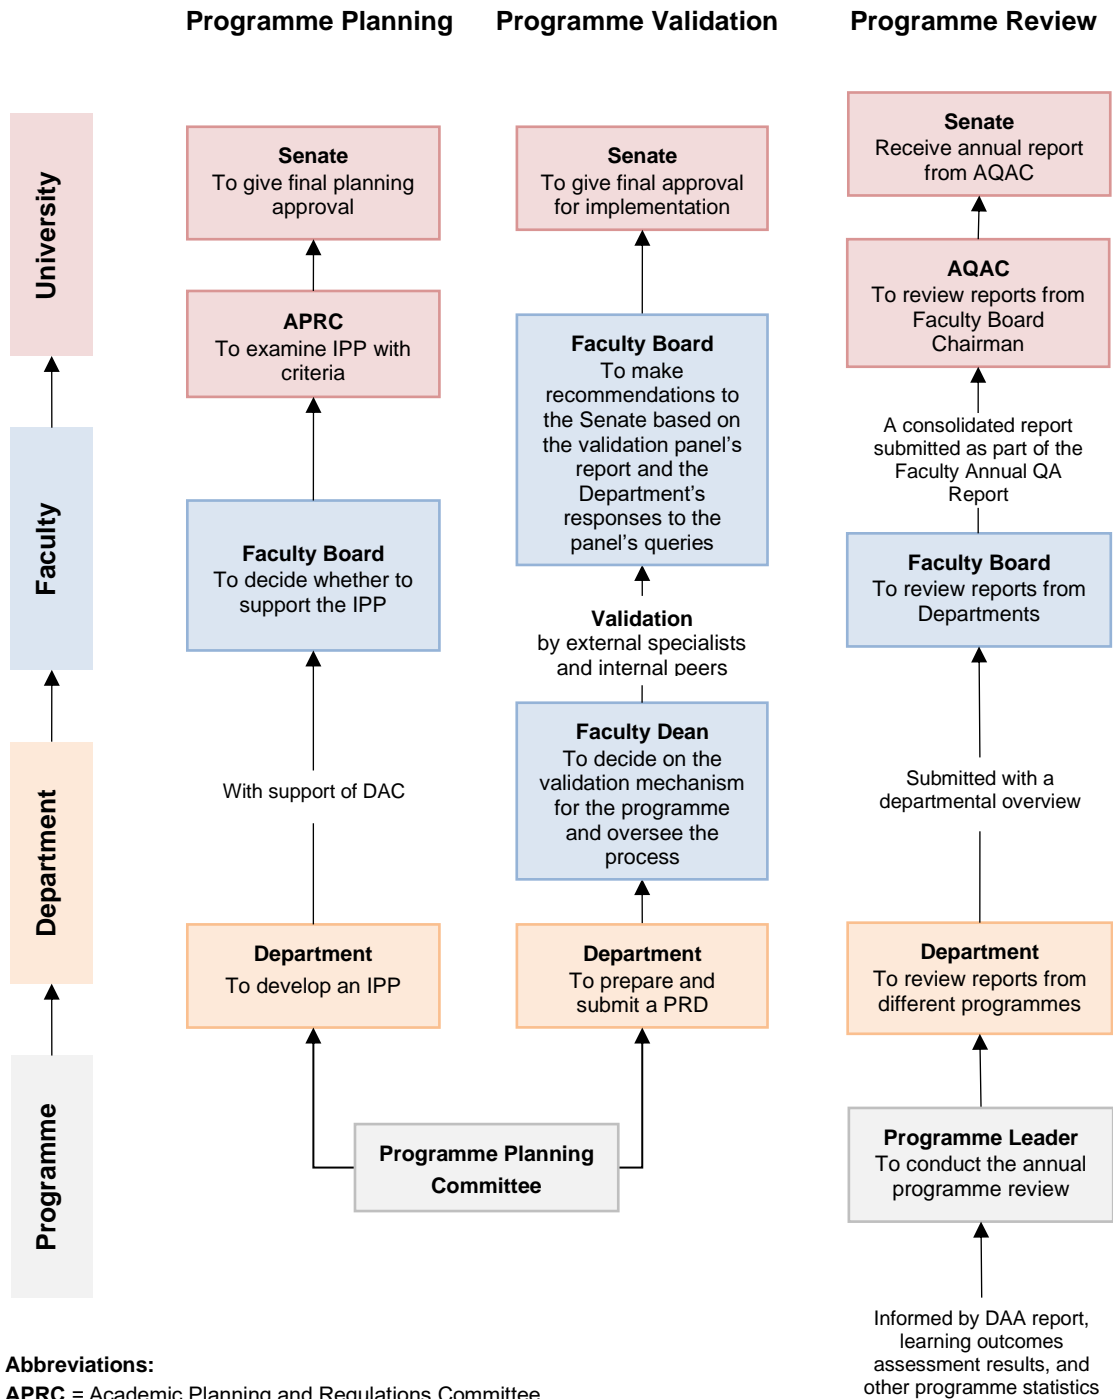 Programme Planning
Programme Validation
Programme Review
University
Faculty
Department
Programme
Senate
To give final planning
approval
APRC
To examine IPP with
criteria
Faculty Board
To decide whether to
support the IPP
With support of DAC
Department
To develop an IPP
Senate
To give final approval
for implementation
Faculty Board
To make
recommendations to
the Senate based on
the validation panel’s
report and the
Department’s
responses to the
panel’s queries
Validation
by external specialists
and internal peers
Faculty Dean
To decide on the
validation mechanism
for the programme
and oversee the
process
Department
To prepare and
submit a PRD
Programme Planning
Committee
Senate
Receive annual report
from AQAC
AQAC
To review reports from
Faculty Board
Chairman
A consolidated report
submitted as part of the
Faculty Annual QA
Report
Faculty Board
To review reports from
Departments
Submitted with a
departmental overview
Department
To review reports from
different programmes
Programme Leader
To conduct the annual
programme review
Informed by DAA report,
learning outcomes
assessment results, and
other programme statistics
Abbreviations:
APRC = Academic Planning and Regulations Committee